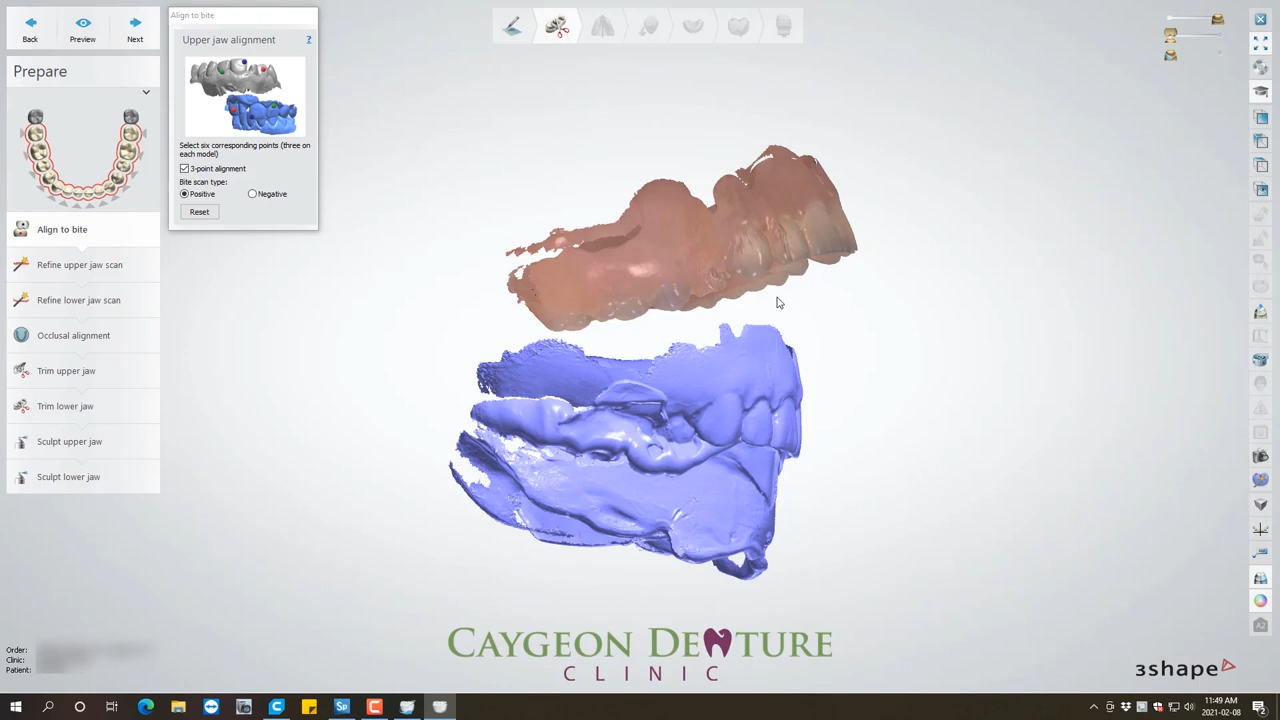 Back
Preview
Next
Prepare
Align to bite
Refine upper jaw scan
Refine lower jaw scan
Occlusal alignment
Trim upper jaw
Trim lower jaw
Sculpt upper jaw
Sculpt lower jaw
Align to bite
Upper jaw alignment ?
Select six corresponding points (three on
each model)
3-point alignment
Bite scan type:
Positive Negative
Reset
A2
Order:
Clinic:
Patient:
CAYGEON DENTURE
CLINIC
3shape
Sp
11:49 AM
2021-02-08
2